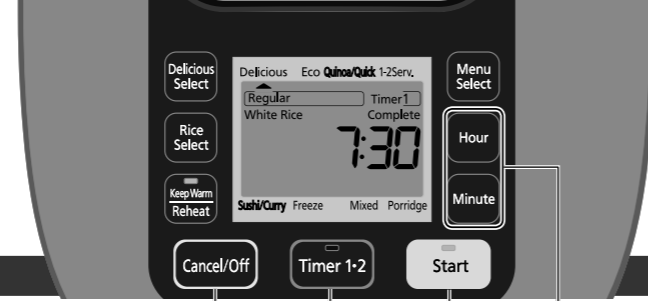 Delicious
Select
Rice
Select
Keep Warm
Reheat
Delicious Eco Quinoa/Quick 1-2Serv.
Regular Timer1
White Rice Complete
7:30
Sushi/Curry Freeze Mixed Porridge
Menu
Select
Hour
Minute
Cancel/Off
Timer 1•2
Start